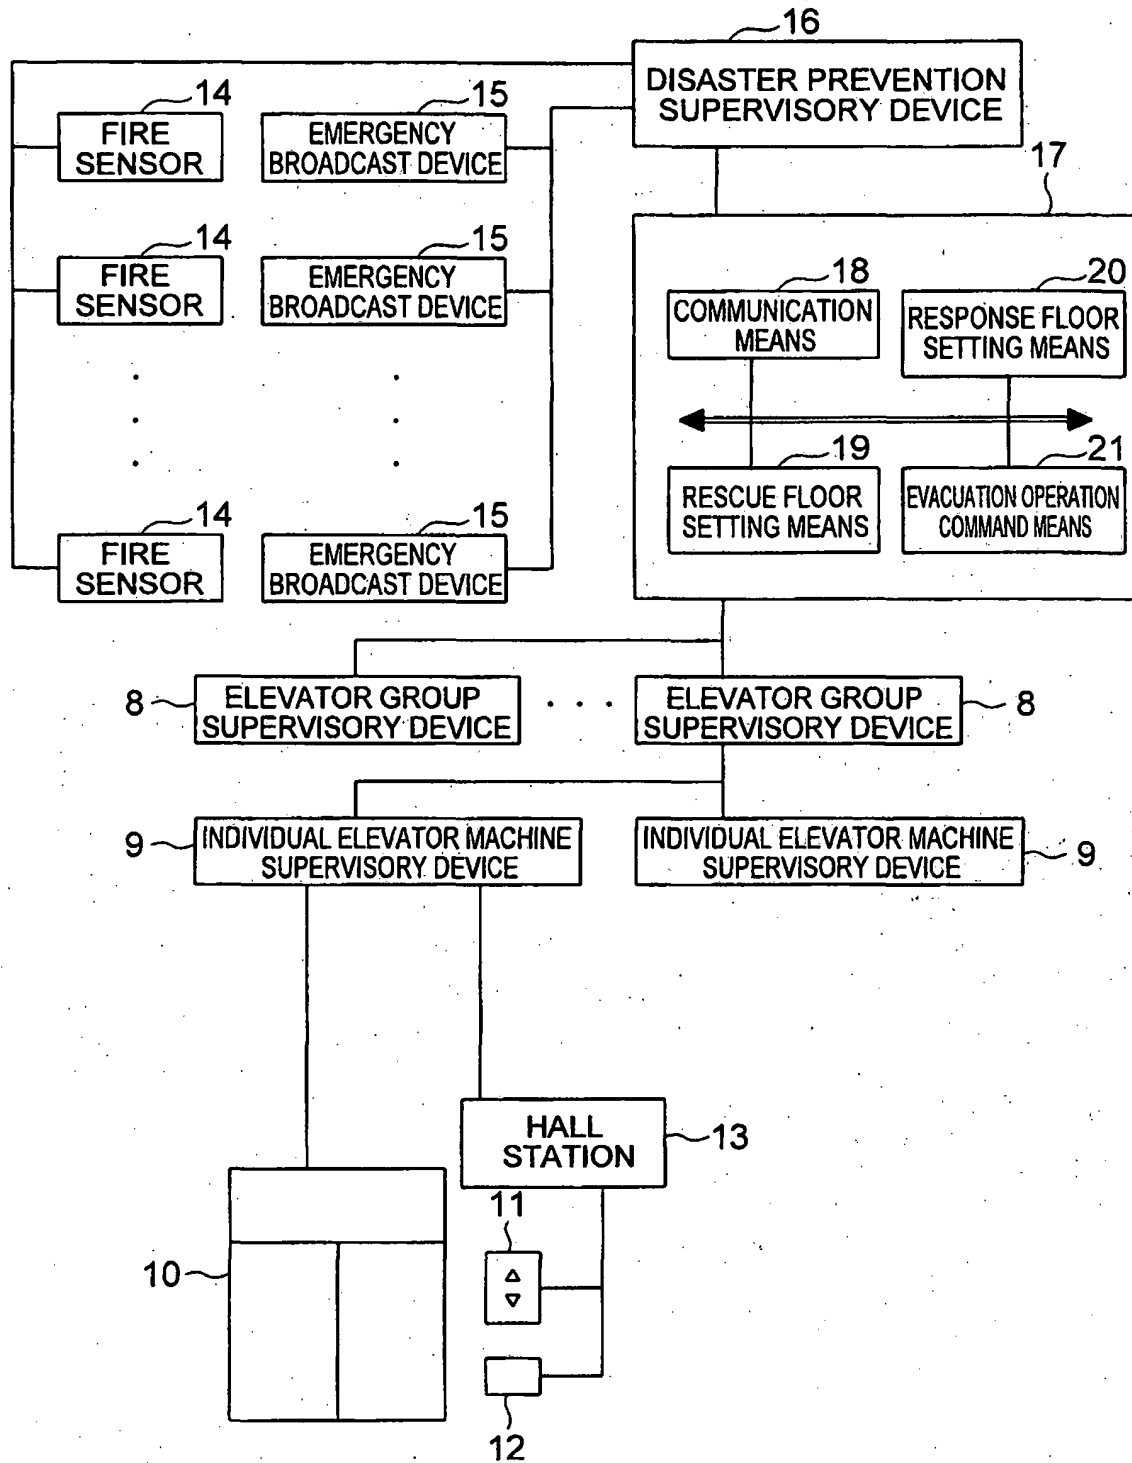 16
DISASTER PREVENTION
SUPERVISORY DEVICE
14
FIRE
SENSOR
15
EMERGENCY
BROADCAST DEVICE
17
14
FIRE
SENSOR
15
EMERGENCY
BROADCAST DEVICE
18
COMMUNICATION
MEANS
20
RESPONSE FLOOR
SETTING MEANS
19
RESCUE FLOOR
SETTING MEANS
21
EVACUATION OPERATION
COMMAND MEANS
14
FIRE
SENSOR
15
EMERGENCY
BROADCAST DEVICE
8
ELEVATOR GROUP
SUPERVISORY DEVICE
ELEVATOR GROUP
SUPERVISORY DEVICE
8
9
INDIVIDUAL ELEVATOR MACHINE
SUPERVISORY DEVICE
INDIVIDUAL ELEVATOR MACHINE
SUPERVISORY DEVICE
9
HALL
STATION
13
11
10
12